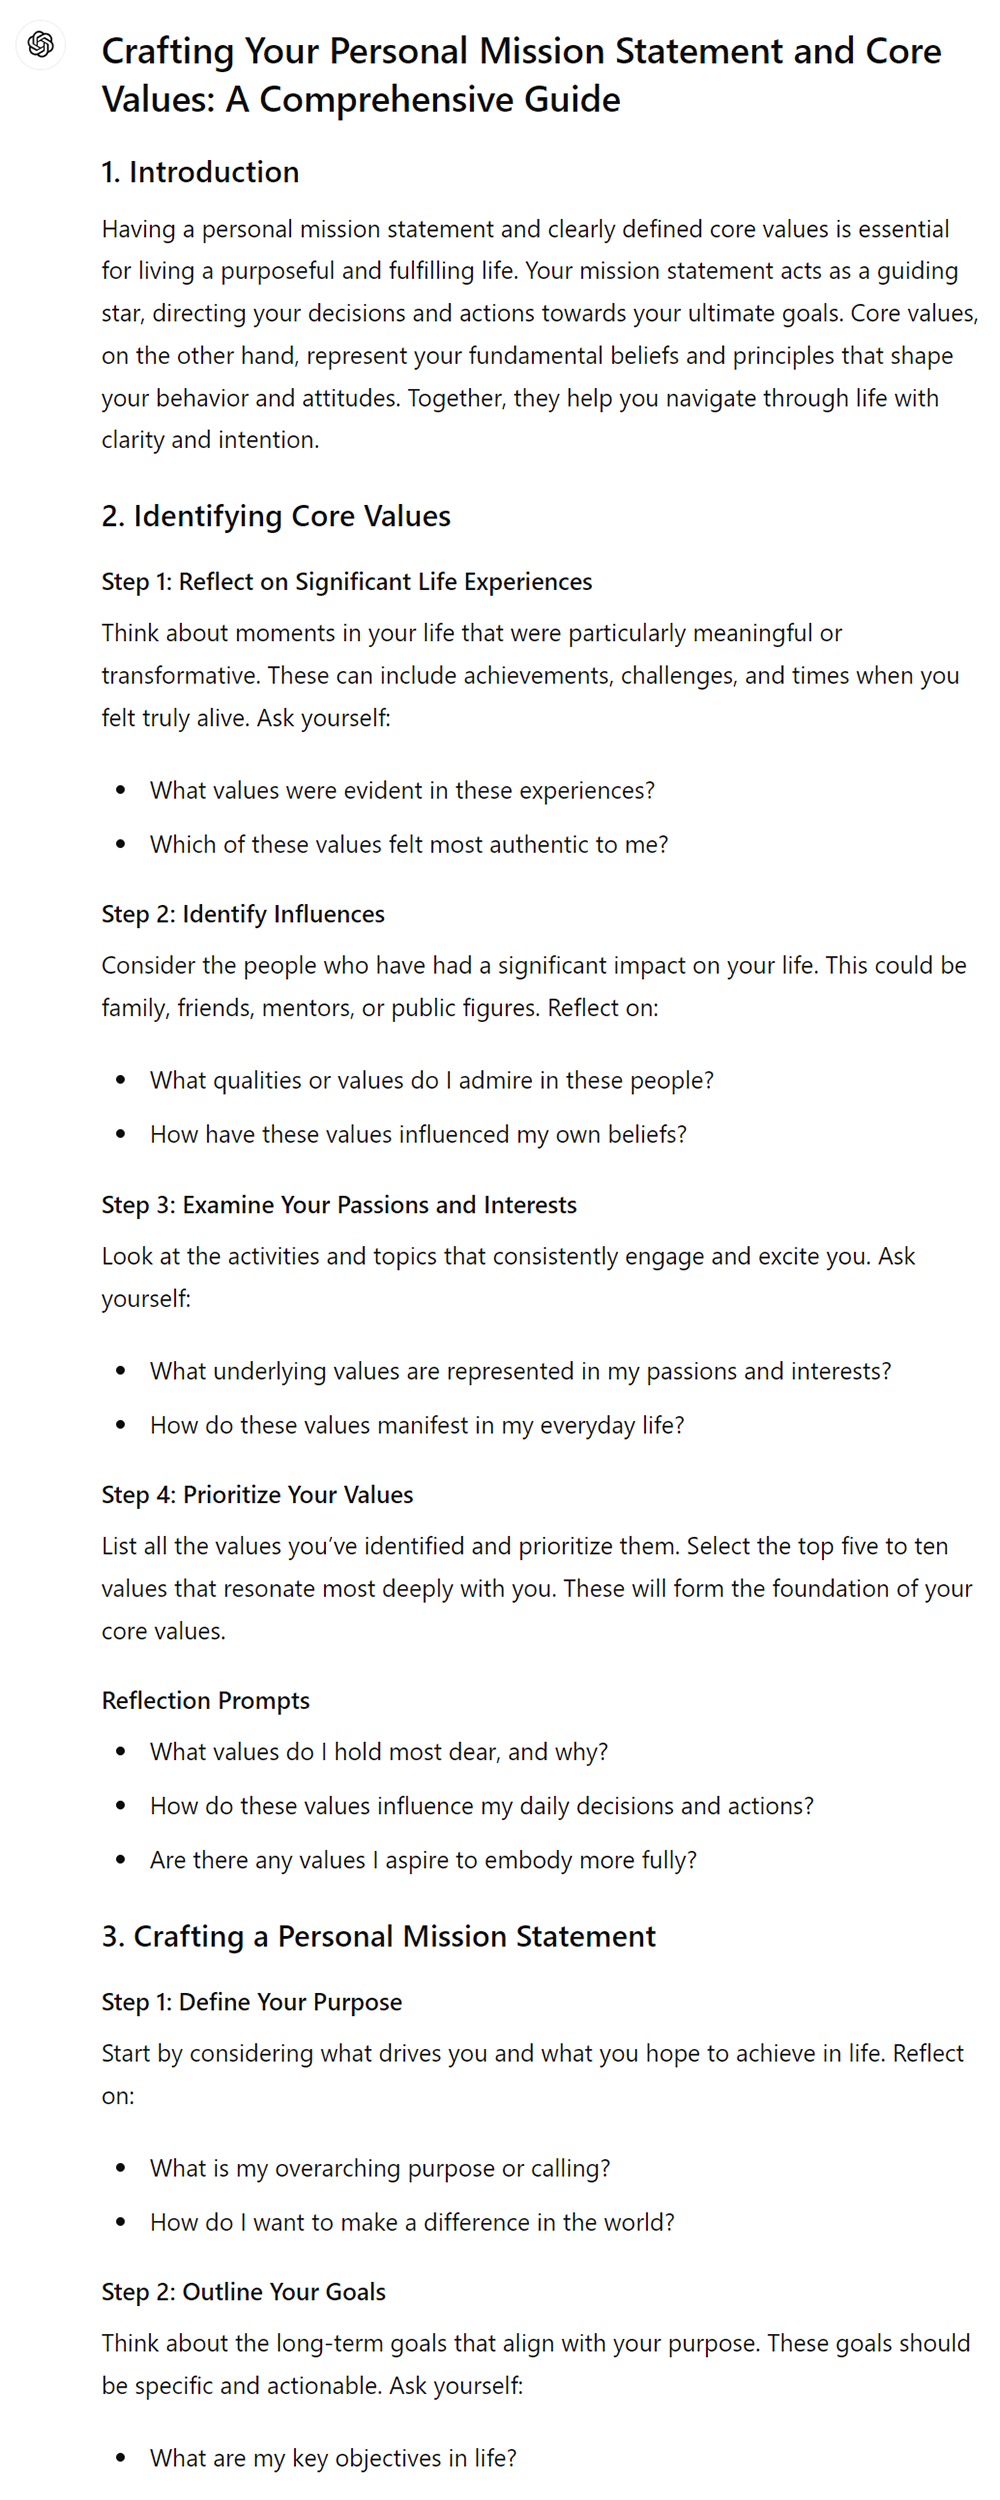 Crafting Your Personal Mission Statement and Core
Values: A Comprehensive Guide
1. Introduction
Having a personal mission statement and clearly defined core values is essential
for living a purposeful and fulfilling life. Your mission statement acts as a guiding
star, directing your decisions and actions towards your ultimate goals. Core values,
on the other hand, represent your fundamental beliefs and principles that shape
your behavior and attitudes. Together, they help you navigate through life with
clarity and intention.
2. Identifying Core Values
Step 1: Reflect on Significant Life Experiences
Think about moments in your life that were particularly meaningful or
transformative. These can include achievements, challenges, and times when you
felt truly alive. Ask yourself:
• What values were evident in these experiences?
• Which of these values felt most authentic to me?
Step 2: Identify Influences
Consider the people who have had a significant impact on your life. This could be
family, friends, mentors, or public figures. Reflect on:
• What qualities or values do I admire in these people?
• How have these values influenced my own beliefs?
Step 3: Examine Your Passions and Interests
Look at the activities and topics that consistently engage and excite you. Ask
yourself:
• What underlying values are represented in my passions and interests?
• How do these values manifest in my everyday life?
Step 4: Prioritize Your Values
List all the values you’ve identified and prioritize them. Select the top five to ten
values that resonate most deeply with you. These will form the foundation of your
core values.
Reflection Prompts
• What values do I hold most dear, and why?
• How do these values influence my daily decisions and actions?
• Are there any values I aspire to embody more fully?
3. Crafting a Personal Mission Statement
Step 1: Define Your Purpose
Start by considering what drives you and what you hope to achieve in life. Reflect
on:
• What is my overarching purpose or calling?
• How do I want to make a difference in the world?
Step 2: Outline Your Goals
Think about the long-term goals that align with your purpose. These goals should
be specific and actionable. Ask yourself:
• What are my key objectives in life?